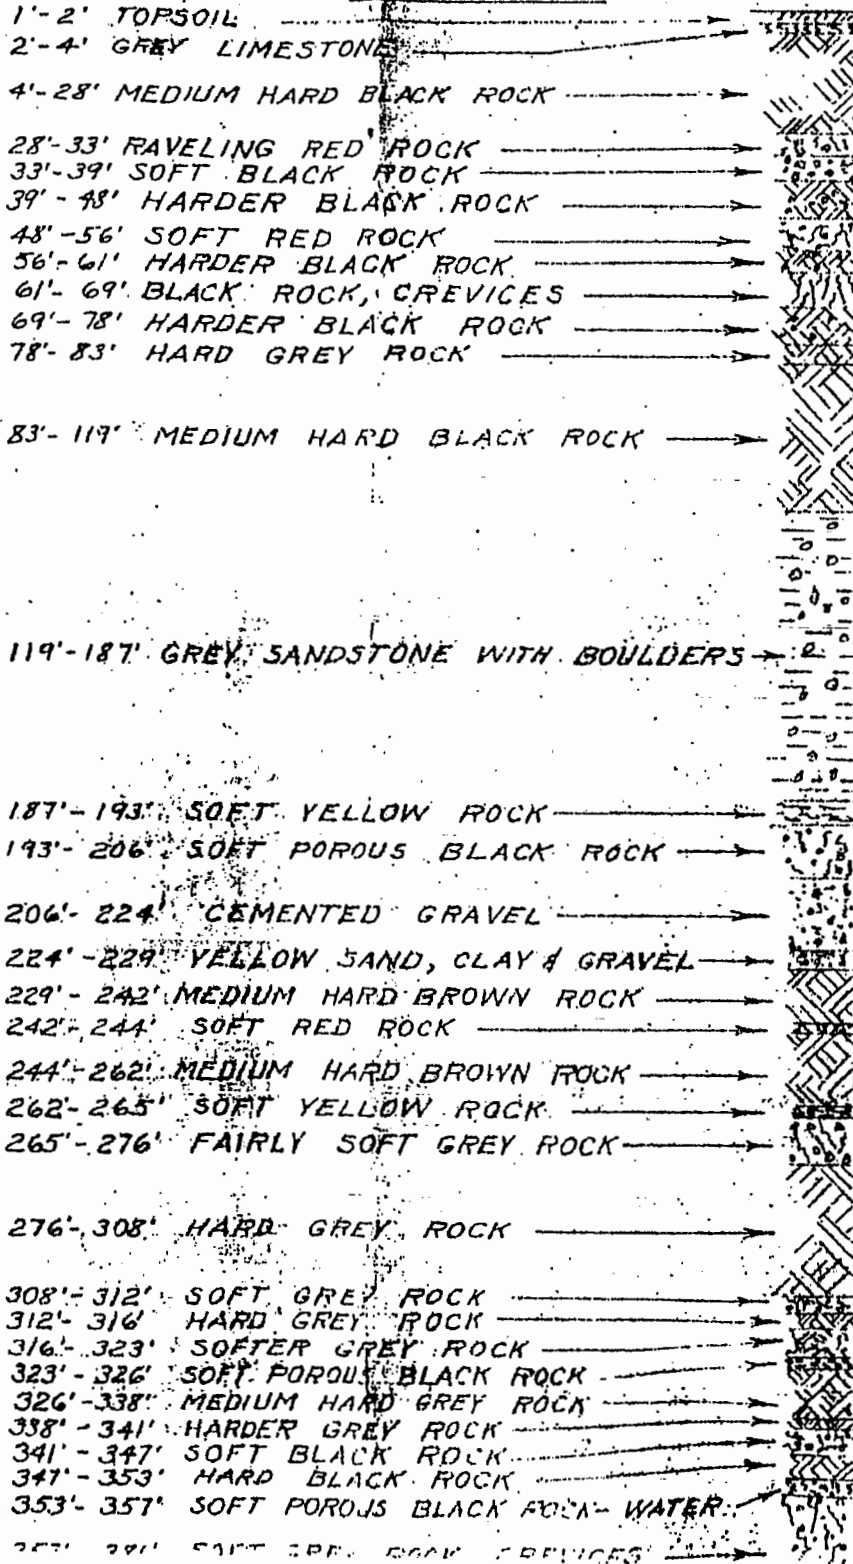 1'-2' TOPSOIL
2'-4' GREY LIMESTONE
4'-28' MEDIUM HARD BLACK ROCK
28'-33' RAVELING RED ROCK
33'-39' SOFT BLACK ROCK
39'-48' HARDER BLACK ROCK
48'-56' SOFT RED ROCK
56'-61' HARDER BLACK ROCK
61'-69' BLACK ROCK, CREVICES
69'-78' HARDER BLACK ROCK
78'-83' HARD GREY ROCK
83'-119' MEDIUM HARD BLACK ROCK
119'-187' GREY SANDSTONE WITH BOULDERS
187'-193' SOFT YELLOW ROCK
193'-206' SOFT POROUS BLACK ROCK
206'-224' CEMENTED GRAVEL
224'-229' YELLOW SAND, CLAY & GRAVEL
229'-242' MEDIUM HARD BROWN ROCK
242'-244' SOFT RED ROCK
244'-262' MEDIUM HARD BROWN ROCK
262'-265' SOFT YELLOW ROCK
265'-276' FAIRLY SOFT GREY ROCK
276'-308' HARD GREY ROCK
308'-312' SOFT GREY ROCK
312'-316' HARD GREY ROCK
316'-323' SOFTER GREY ROCK
323'-326' SOFT POROUS BLACK ROCK
326'-338' MEDIUM HARD GREY ROCK
338'-341' HARDER GREY ROCK
341'-347' SOFT BLACK ROCK
347'-353' HARD BLACK ROCK
353'-357' SOFT POROUS BLACK ROCK - WATER
SOFT ROCK CREVICES